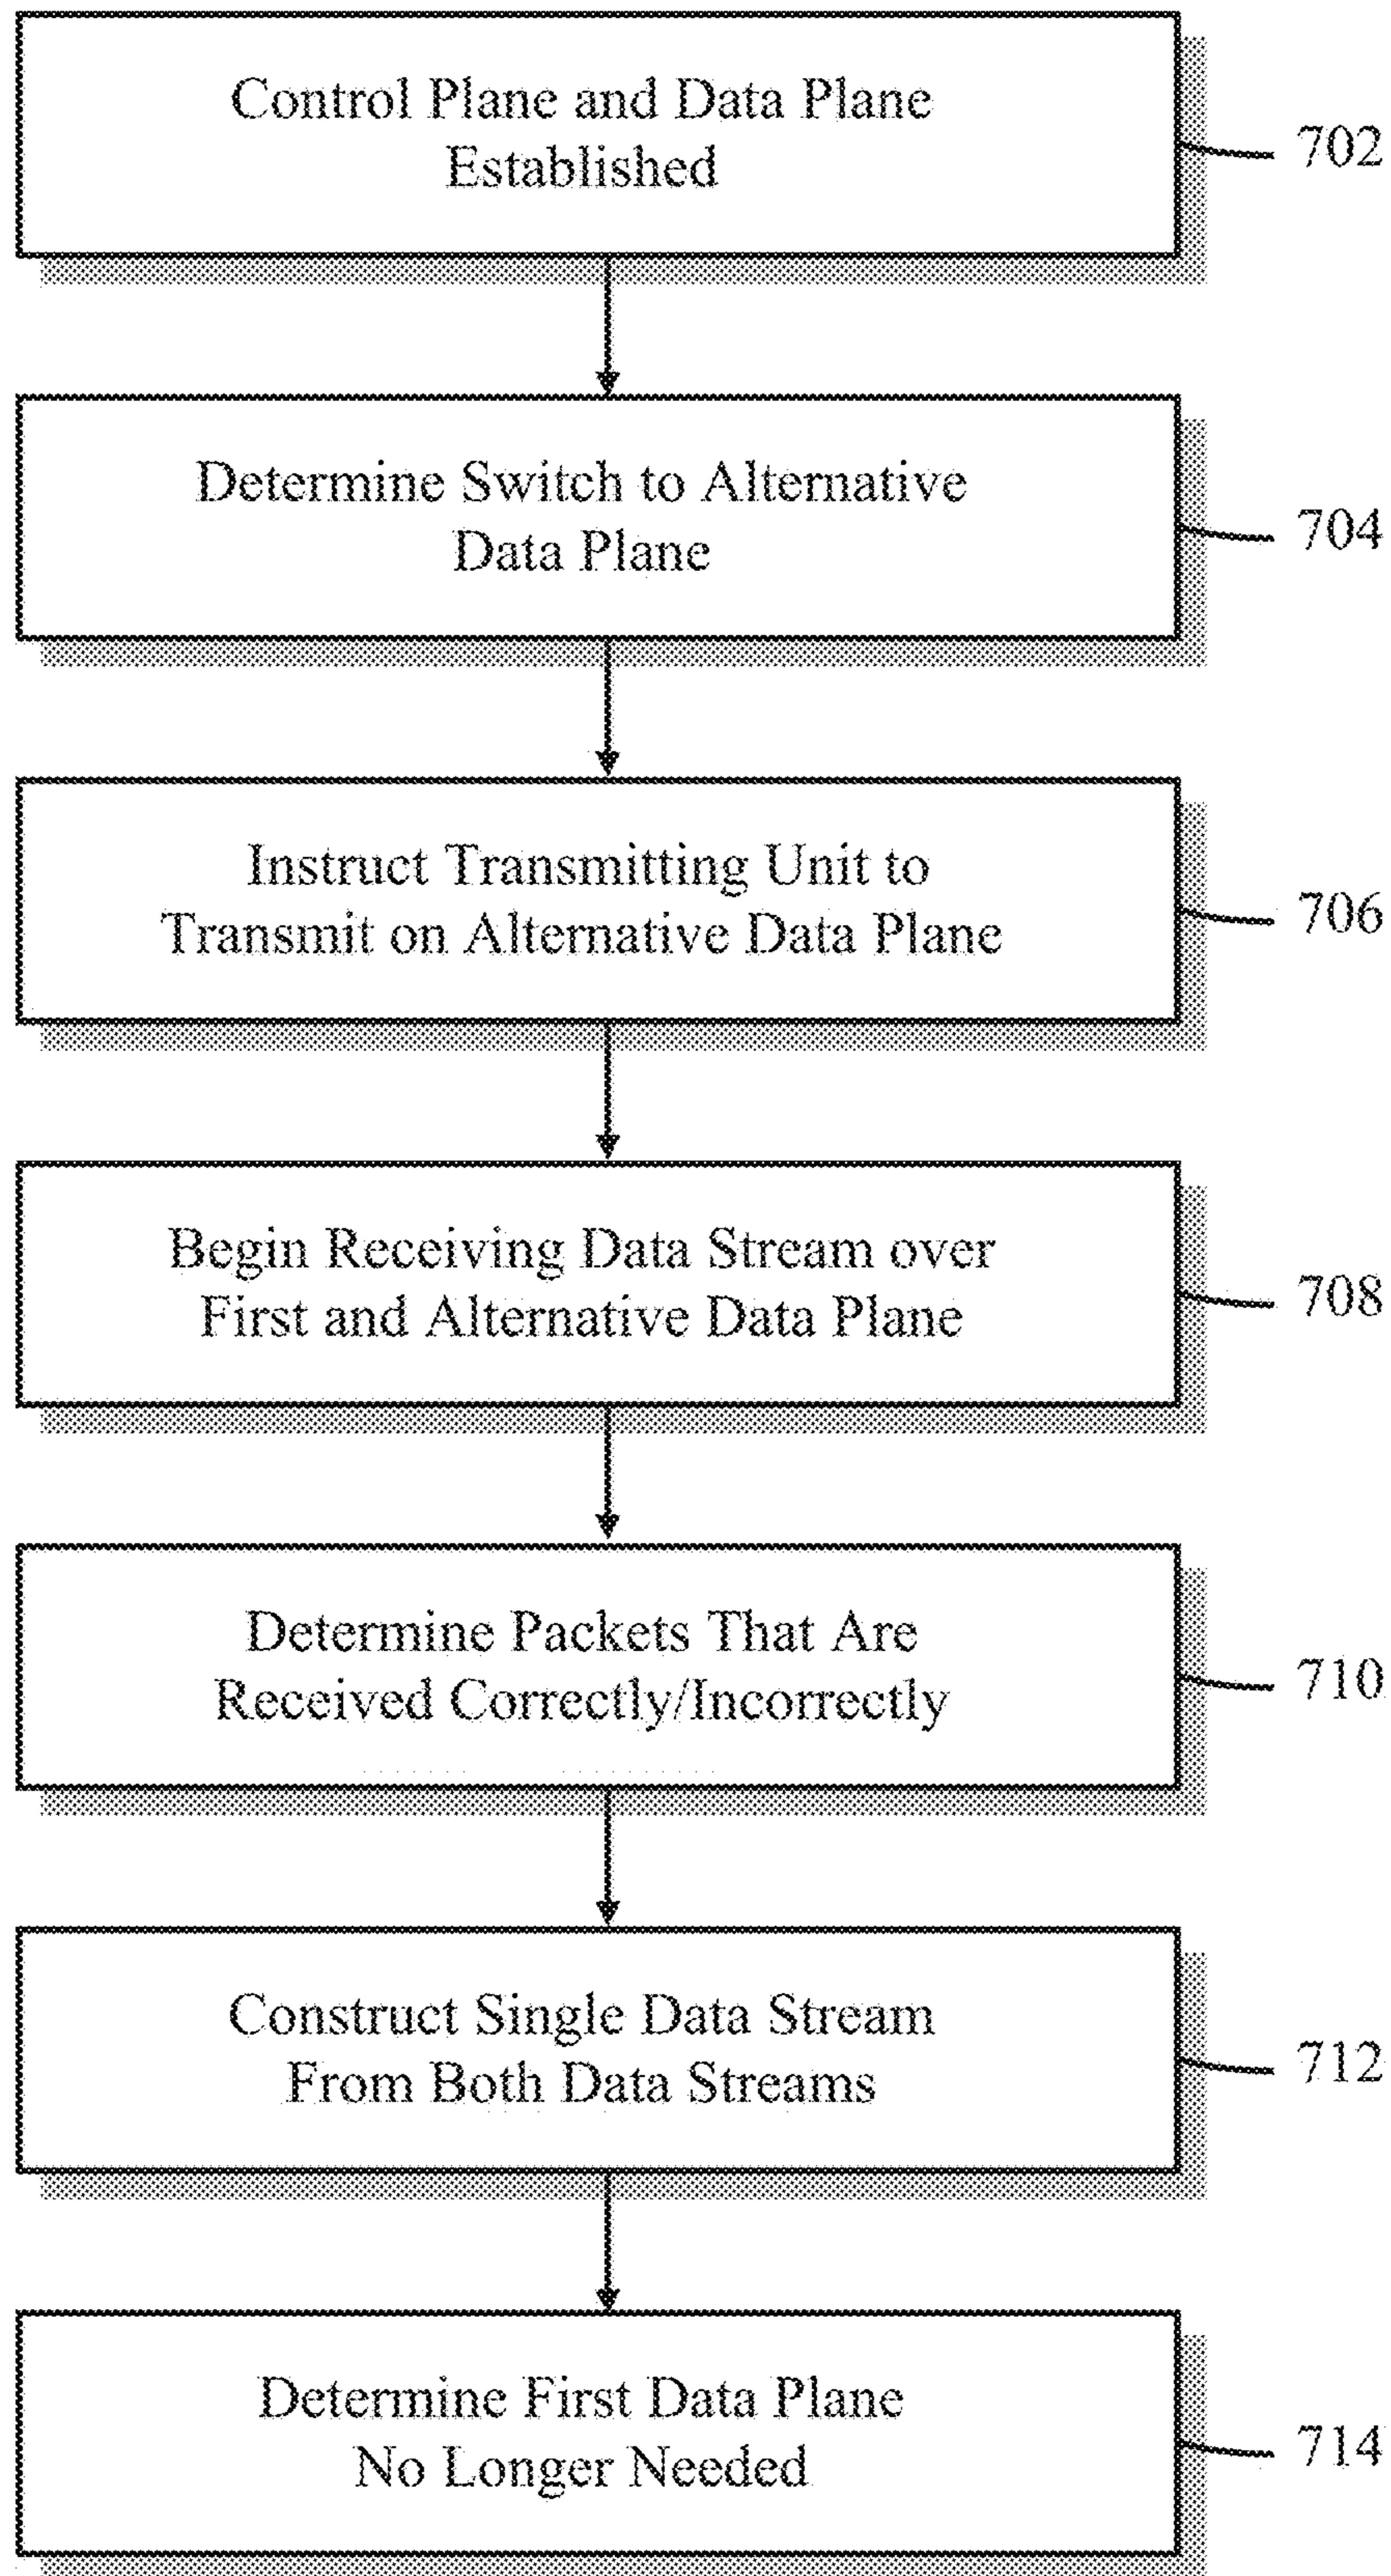 Control Plane and Data Plane
Established
702
Determine Switch to Alternative
Data Plane
704
Instruct Transmitting Unit to
Transmit on Alternative Data Plane
706
Begin Receiving Data Stream over
First and Alternative Data Plane
708
Determine Packets That Are
Received Correctly/Incorrectly
710
Construct Single Data Stream
From Both Data Streams
712
Determine First Data Plane
No Longer Needed
714